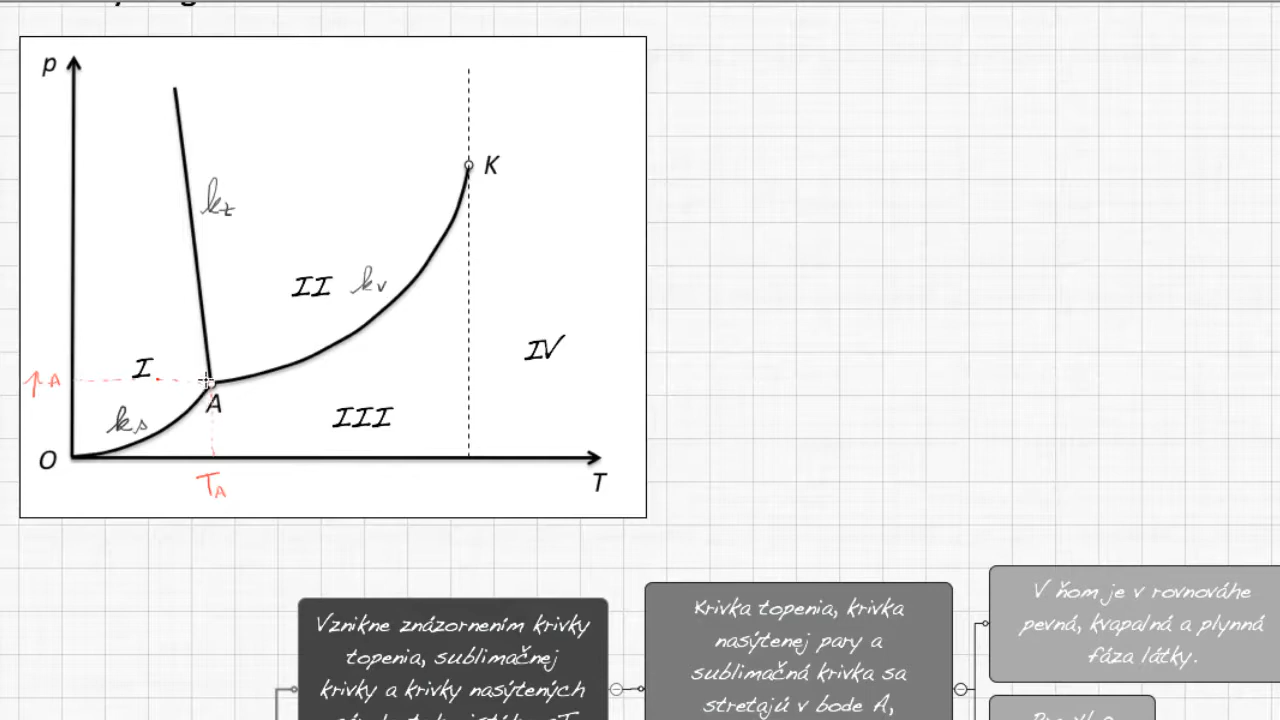 p
K
kt
II kv
IV
I
pA
A
ks
III
O
TA
T
Vznikne znázornením krivky
topenia, sublimačnej
krivky a krivky nasýtených
Krivka topenia, krivka
nasýtenej pary a
sublimačná krivka sa
stretajú v bode A,
V ňom je v rovnováhe
pevná, kvapalná a plynná
fáza látky.